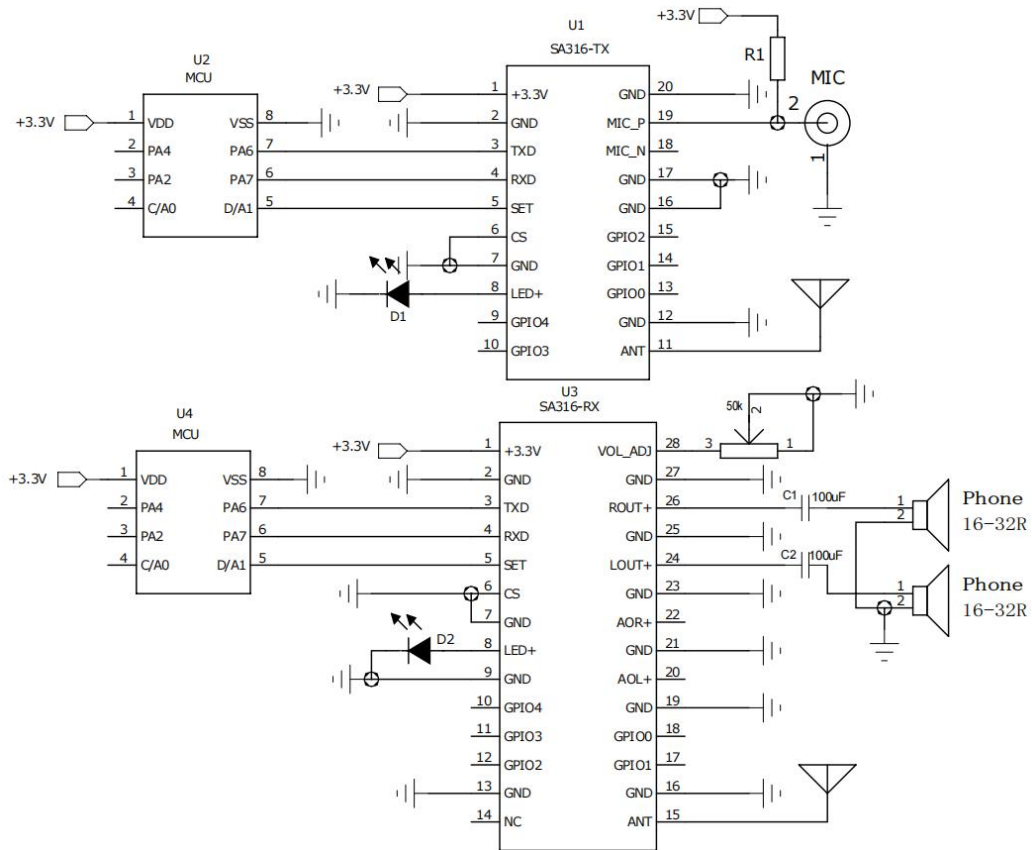 U1
SA316-TX
+3.3V
R1
MIC
2
1
U2
MCU
+3.3V
1 VDD VSS 8
2 PA4 PA6 7
3 PA2 PA7 6
4 C/A0 D/A1 5
+3.3V
1 +3.3V GND 20
2 GND MIC_P 19
3 TXD MIC_N 18
4 RXD GND 17
5 SET GND 16
6 CS GPIO2 15
7 GND GPIO1 14
8 LED+ GPIO0 13
9 GPIO4 GND 12
10 GPIO3 ANT 11
D1
U3
SA316-RX
U4
MCU
+3.3V
1 VDD VSS 8
2 PA4 PA6 7
3 PA2 PA7 6
4 C/A0 D/A1 5
+3.3V
1 +3.3V VOL_ADJ 28
2 GND GND 27
3 TXD ROUT+ 26
4 RXD GND 25
5 SET LOUT+ 24
6 CS GND 23
7 GND AOR+ 22
8 LED+ GND 21
9 GND AOL+ 20
10 GPIO4 GND 19
11 GPIO3 GPIO0 18
12 GPIO2 GPIO1 17
13 GND GND 16
14 NC ANT 15
D2
50k
3 2 1
C1 100uF
1
2
Phone
16-32R
C2 100uF
1
2
Phone
16-32R